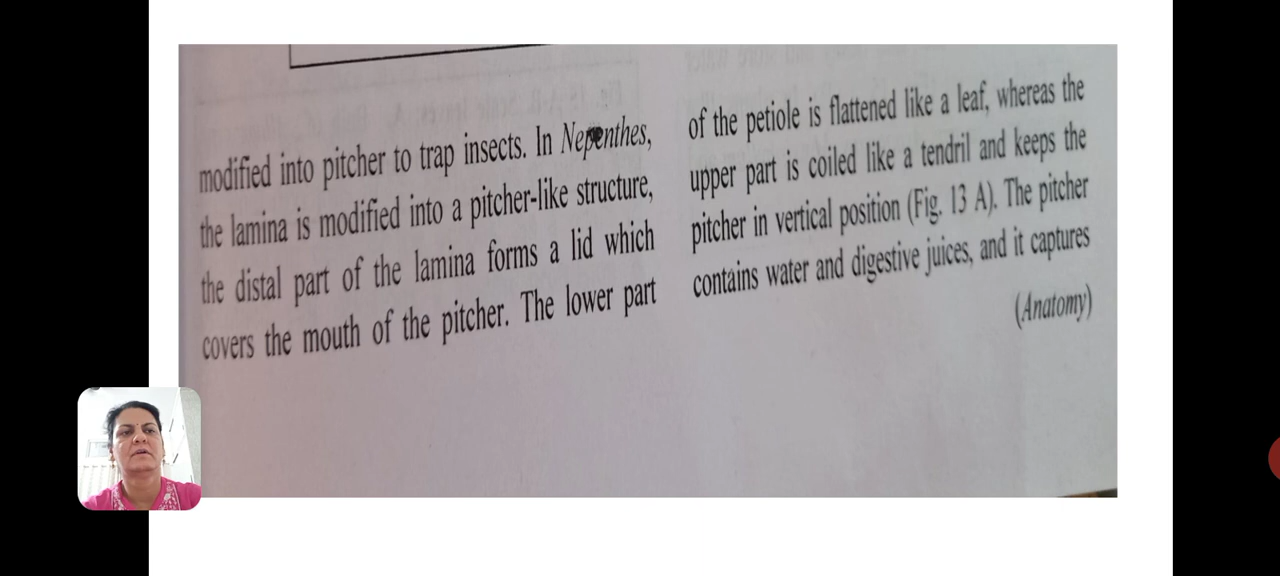 modified into pitcher to trap insects. In Nepenthes,
the lamina is modified into a pitcher-like structure,
the distal part of the lamina forms a lid which
covers the mouth of the pitcher. The lower part
of the petiole is flattened like a leaf, whereas the
upper part is coiled like a tendril and keeps the
pitcher in vertical position (Fig. 13 A). The pitcher
contains water and digestive juices, and it captures
(Anatomy)